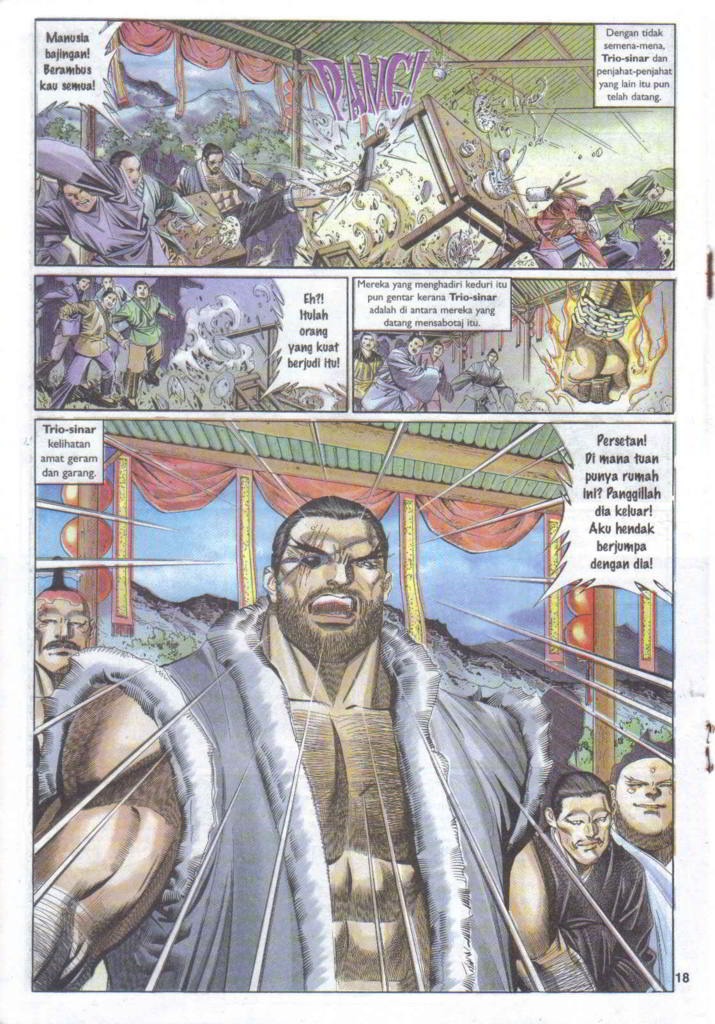 Manusia
bajingan!
Berambus
kau semua!
PANG!
Dengan tidak
semena-mena,
Trio-sinar dan
penjahat-penjahat
yang lain itu pun
telah datang.
Eh?!
Itulah
orang
yang kuat
berjudi itu!
Mereka yang menghadiri keduri itu
pun gentar kerana Trio-sinar
adalah di antara mereka yang
datang mensabotaj itu.
Trio-sinar
kelihatan
amat geram
dan garang.
Persetan!
Di mana tuan
punya rumah
ini? Panggillah
dia keluar!
Aku hendak
berjumpa
dengan dia!
18